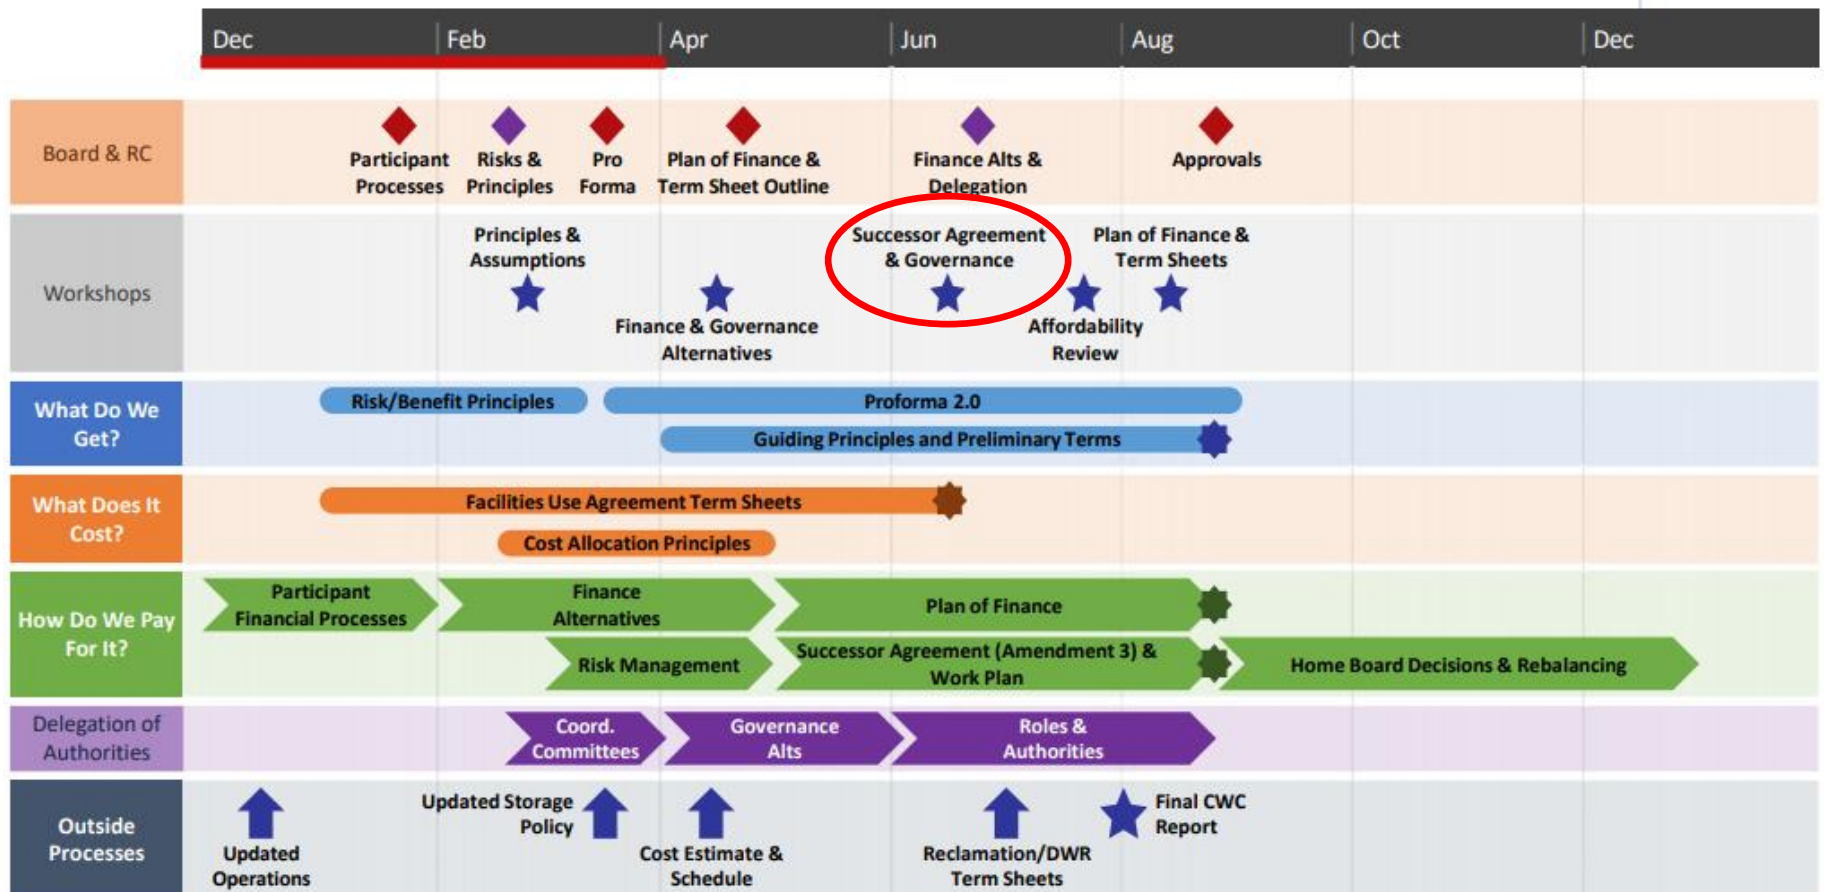 Dec
Feb
Apr
Jun
Aug
Oct
Dec
Board & RC
Participant
Processes
Risks &
Principles
Pro
Forma
Plan of Finance &
Term Sheet Outline
Finance Alts &
Delegation
Approvals
Workshops
Principles &
Assumptions
Finance & Governance
Alternatives
Successor Agreement
& Governance
Affordability
Review
Plan of Finance &
Term Sheets
What Do We
Get?
Risk/Benefit Principles
Proforma 2.0
Guiding Principles and Preliminary Terms
What Does It
Cost?
Facilities Use Agreement Term Sheets
Cost Allocation Principles
How Do We Pay
For It?
Participant
Financial Processes
Finance
Alternatives
Plan of Finance
Risk Management
Successor Agreement (Amendment 3) &
Work Plan
Home Board Decisions & Rebalancing
Delegation of
Authorities
Coord.
Committees
Governance
Alts
Roles &
Authorities
Outside
Processes
Updated
Operations
Updated Storage
Policy
Cost Estimate &
Schedule
Reclamation/DWR
Term Sheets
Final CWC
Report